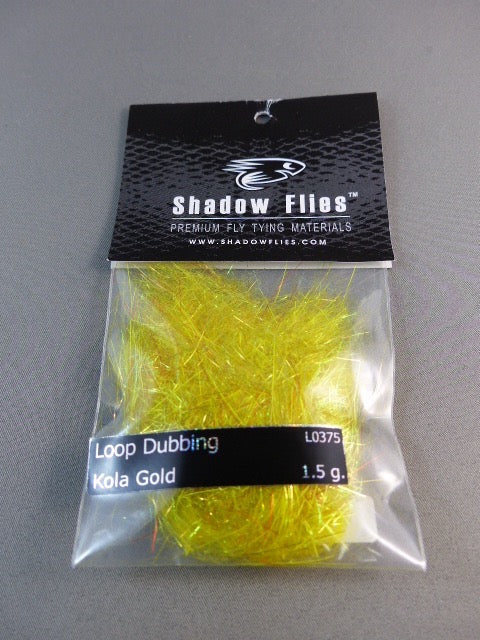 Shadow Flies™
PREMIUM FLY TYING MATERIALS
WWW.SHADOWFLIES.COM
Loop Dubbing L0375
Kola Gold 1.5 g.